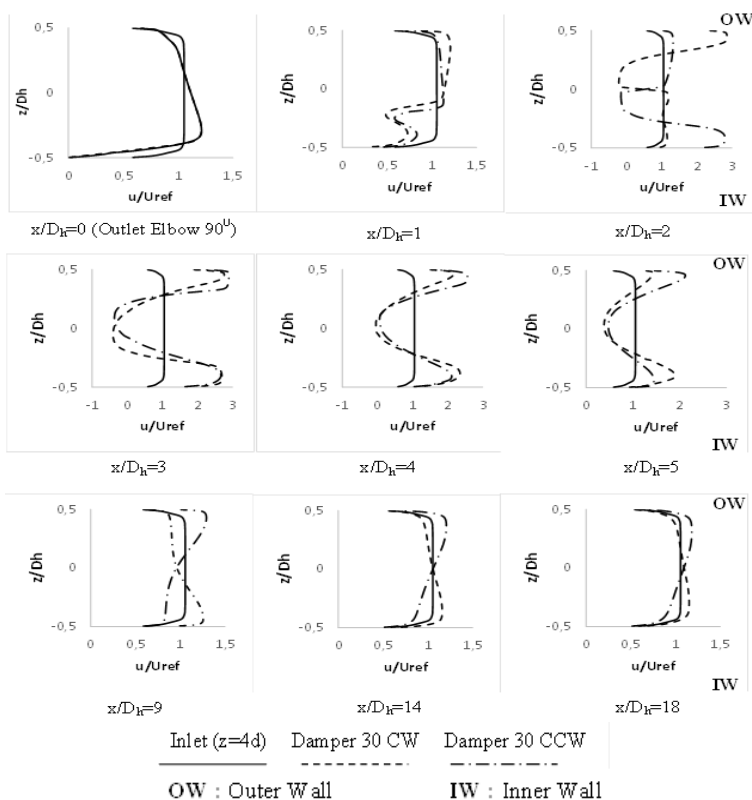 OW
0,5
z/Dh
0
-0,5
0 0,5 1 1,5
u/Uref
x/Dh=0 (Outlet Elbow 90⁰)
0,5
z/Dh
0
-0,5
0 0,5 1 1,5
u/Uref
x/Dh=1
0,5
z/Dh
0
-0,5
-1 0 1 2 3
u/Uref
IW
x/Dh=2
0,5
z/Dh
0
-0,5
-1 0 1 2 3
u/Uref
x/Dh=3
0,5
z/Dh
0
-0,5
-1 0 1 2 3
u/Uref
x/Dh=4
OW
0,5
z/Dh
0
-0,5
0 1 2 3
u/Uref
IW
x/Dh=5
0,5
z/Dh
0
-0,5
0 0,5 1 1,5
u/Uref
x/Dh=9
0,5
z/Dh
0
-0,5
0 0,5 1 1,5
u/Uref
x/Dh=14
OW
0,5
z/Dh
0
-0,5
0 0,5 1 1,5
u/Uref
IW
x/Dh=18
Inlet (z=4d) Damper 30 CW Damper 30 CCW
OW : Outer Wall IW : Inner Wall